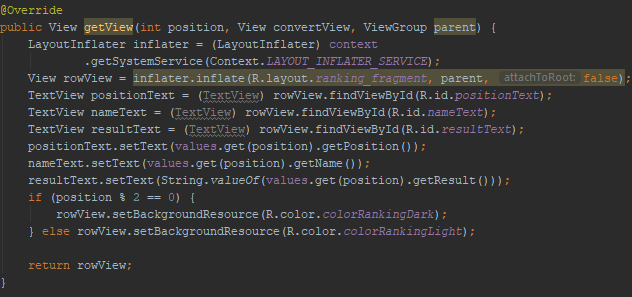 @Override
public View getView(int position, View convertView, ViewGroup parent) {
    LayoutInflater inflater = (LayoutInflater) context
            .getSystemService(Context.LAYOUT_INFLATER_SERVICE);
    View rowView = inflater.inflate(R.layout.ranking_fragment, parent, attachToRoot: false);
    TextView positionText = (TextView) rowView.findViewById(R.id.positionText);
    TextView nameText = (TextView) rowView.findViewById(R.id.nameText);
    TextView resultText = (TextView) rowView.findViewById(R.id.resultText);
    positionText.setText(values.get(position).getPosition());
    nameText.setText(values.get(position).getName());
    resultText.setText(String.valueOf(values.get(position).getResult()));
    if (position % 2 == 0) {
        rowView.setBackgroundResource(R.color.colorRankingDark);
    } else rowView.setBackgroundResource(R.color.colorRankingLight);
    return rowView;
}